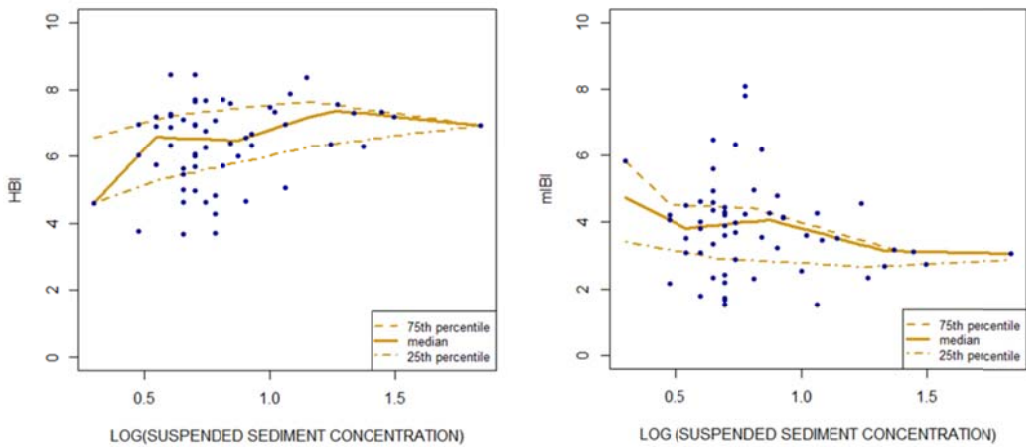 10
8
6
4
2
0
HBI
75th percentile
median
25th percentile
0.5
1.0
1.5
LOG(SUSPENDED SEDIMENT CONCENTRATION)
10
8
6
4
2
0
mIBI
75th percentile
median
25th percentile
0.5
1.0
1.5
LOG (SUSPENDED SEDIMENT CONCENTRATION)